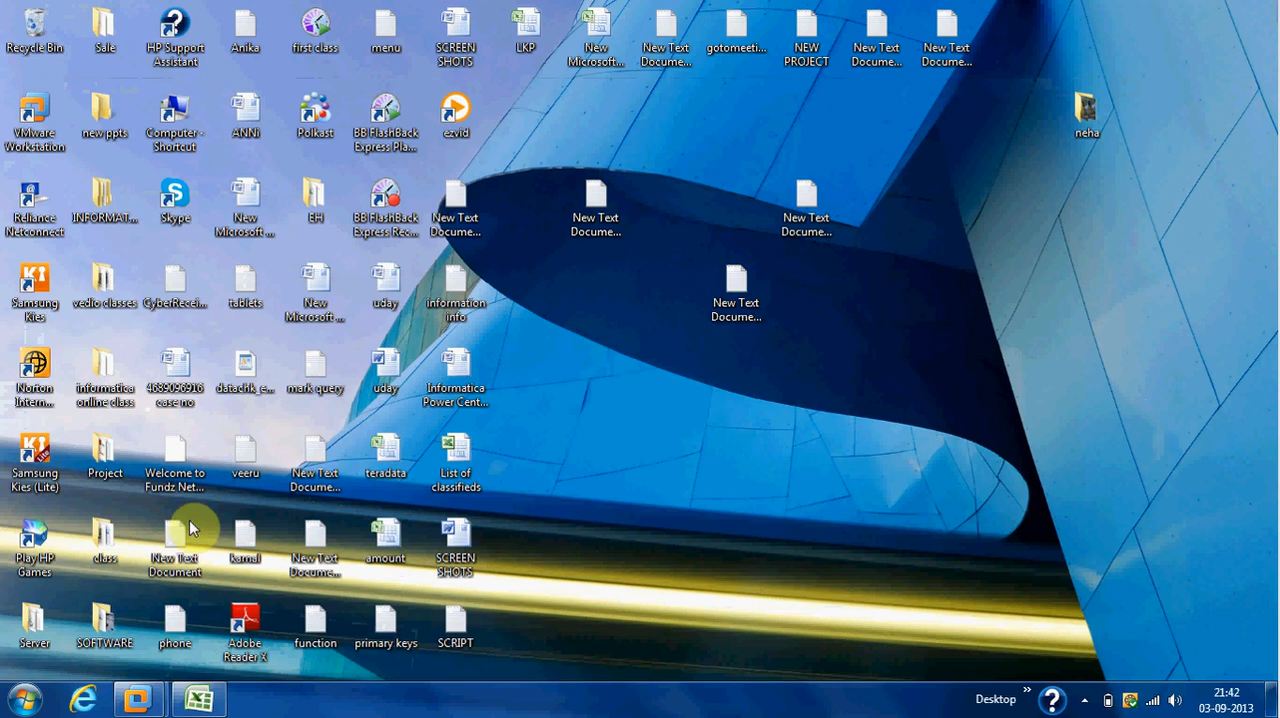 Recycle Bin
Sale
HP Support
Assistant
Anika
first class
menu
SCREEN
SHOTS
LKP
New
Microsoft...
New Text
Docume...
gotomeeti...
NEW
PROJECT
New Text
Docume...
New Text
Docume...
VMware
Workstation
new ppts
Computer -
Shortcut
ANNi
Polkast
BB FlashBack
Express Pla...
ezvid
neha
Reliance
Netconnect
INFORMAT...
Skype
New
Microsoft ...
EH
BB FlashBack
Express Rec...
New Text
Docume...
New Text
Docume...
New Text
Docume...
Samsung
Kies
vedio classes
CyberRecei...
tablets
New
Microsoft ...
uday
information
info
New Text
Docume...
Norton
Intern...
informatica
online class
4689096916
case no
datachk_e...
mark query
uday
Informatica
Power Cent...
Samsung
Kies (Lite)
Project
Welcome to
Fundz Net...
veeru
New Text
Docume...
teradata
List of
classifieds
Play HP
Games
class
New Text
Document
kamal
New Text
Docume...
amount
SCREEN
SHOTS
Server
SOFTWARE
phone
Adobe
Reader X
function
primary keys
SCRIPT
Desktop
»
21:42
03-09-2013